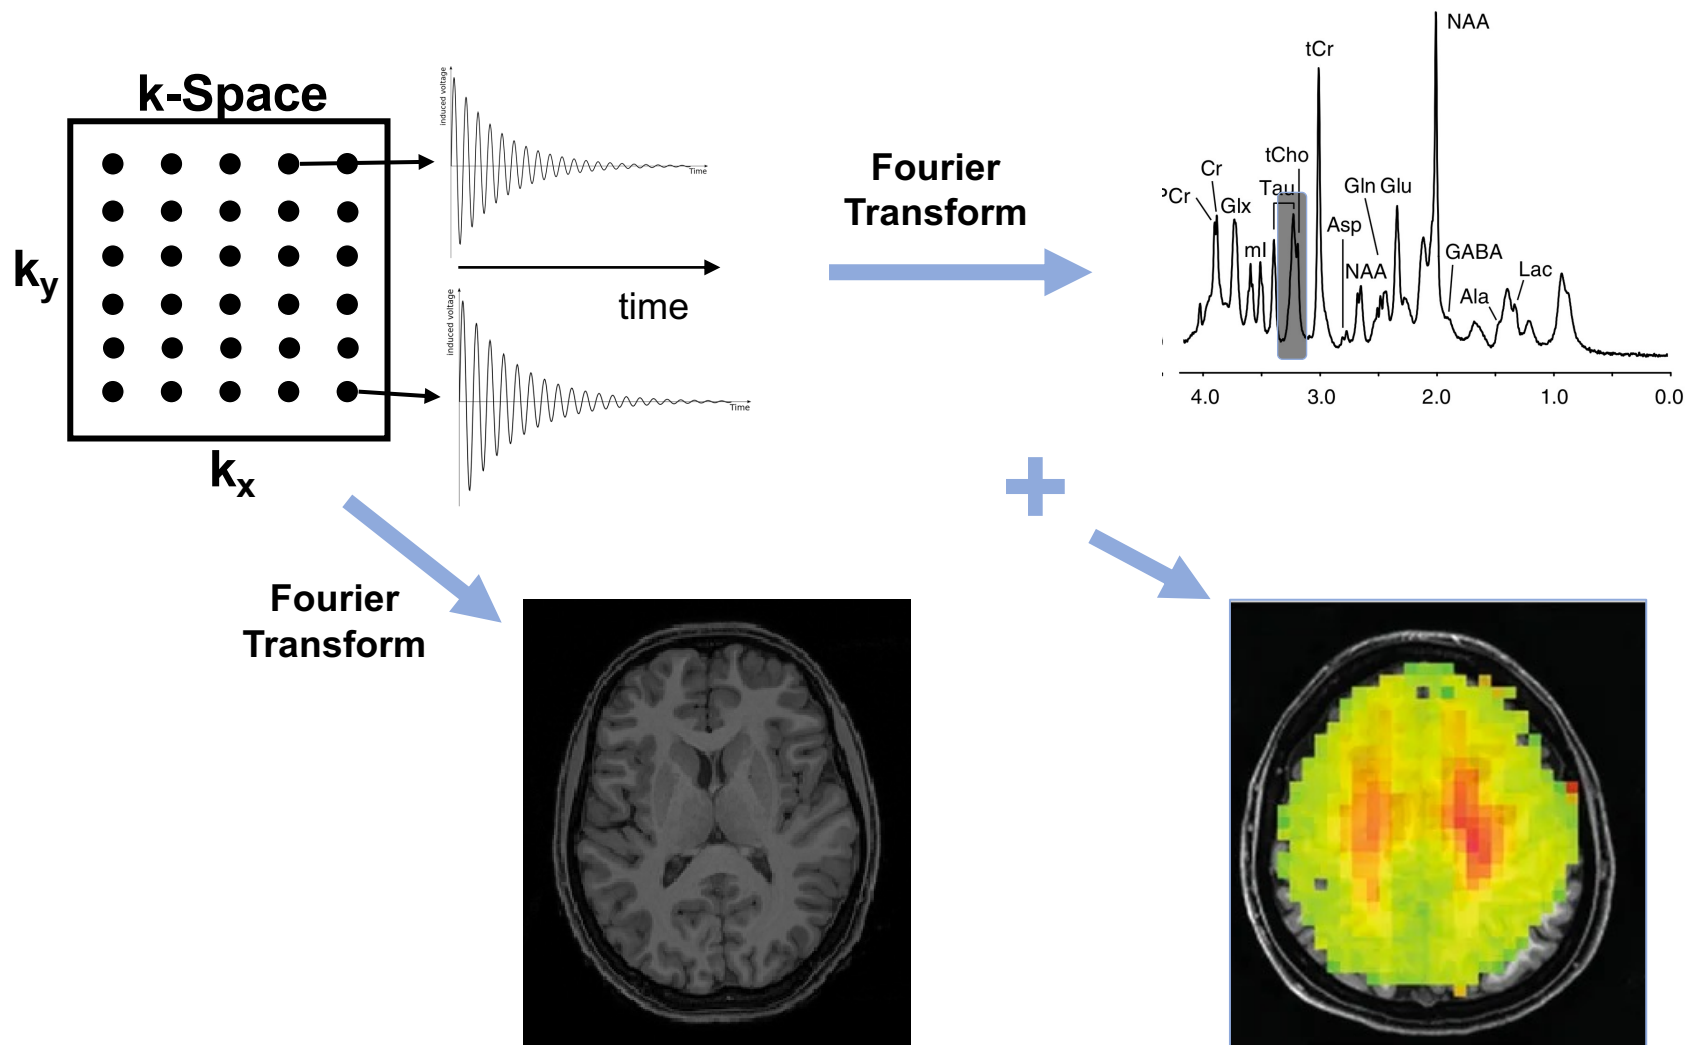 k-Space
ky
kx
induced voltage
Time
time
induced voltage
Time
Fourier
Transform
Fourier
Transform
NAA
tCr
tCho
Cr
Tau
Gln Glu
PCr
Glx
Asp
mI
NAA
GABA
Ala
Lac
4.0 3.0 2.0 1.0 0.0